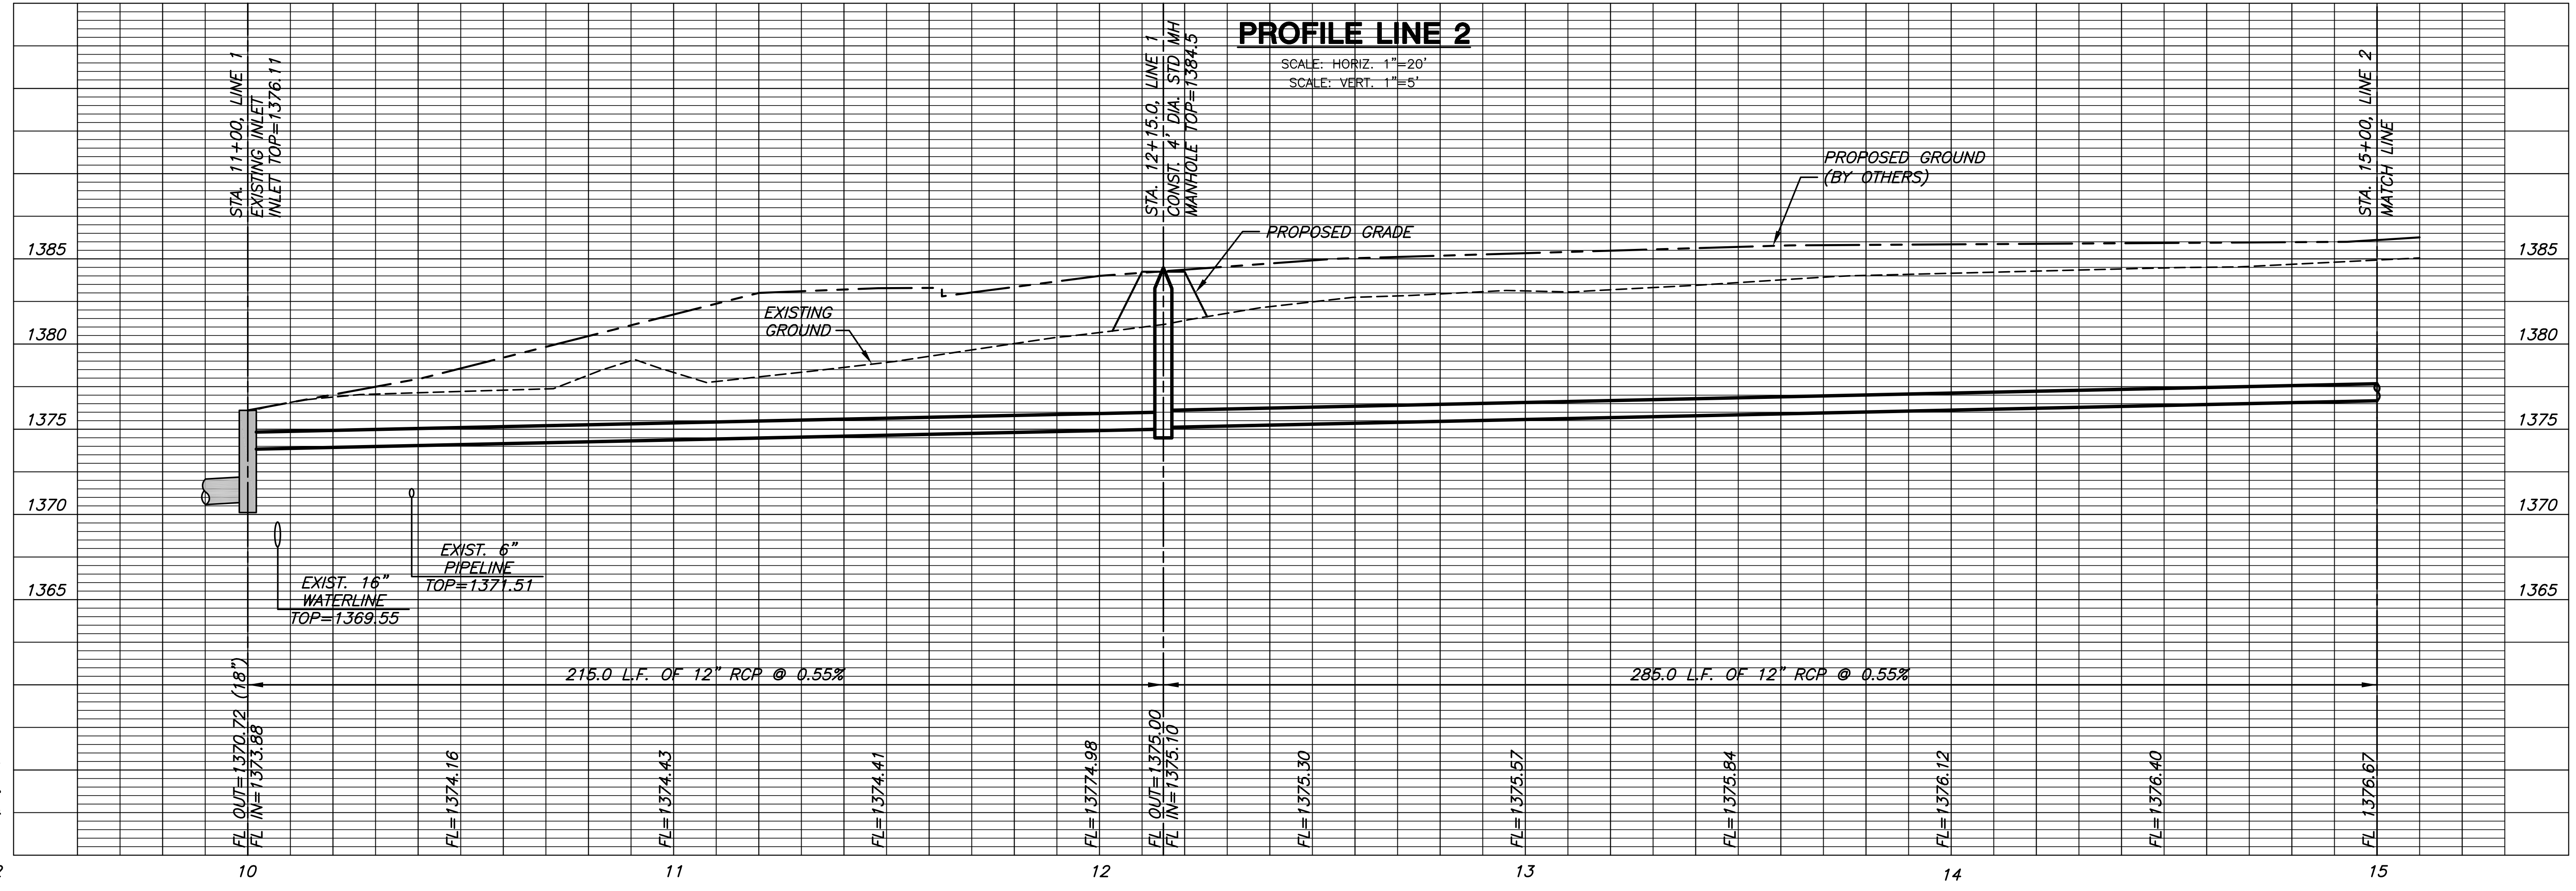 PROFILE LINE 2
SCALE: HORIZ. 1"=20'
SCALE: VERT. 1"=5'
STA. 11+00, LINE 1
EXISTING INLET
INLET TOP=1376.11
STA. 12+15.0, LINE 1
CONST. 4' DIA. STD MH
MANHOLE TOP=1384.5
STA. 15+00, LINE 2
MATCH LINE
PROPOSED GROUND
(BY OTHERS)
PROPOSED GRADE
EXISTING
GROUND
1385
1385
1380
1380
1375
1375
1370
1370
1365
1365
EXIST. 6"
PIPELINE
TOP=1371.51
EXIST. 16"
WATERLINE
TOP=1369.55
215.0 L.F. OF 12" RCP @ 0.55%
285.0 L.F. OF 12" RCP @ 0.55%
FL OUT=1370.72 (18")
FL IN=1373.88
FL=1374.16
FL=1374.43
FL=1374.41
FL=13774.98
FL OUT=1375.00
FL IN=1375.10
FL=1375.30
FL=1375.57
FL=1375.84
FL=1376.12
FL=1376.40
FL 1376.67
10
11
12
13
14
15